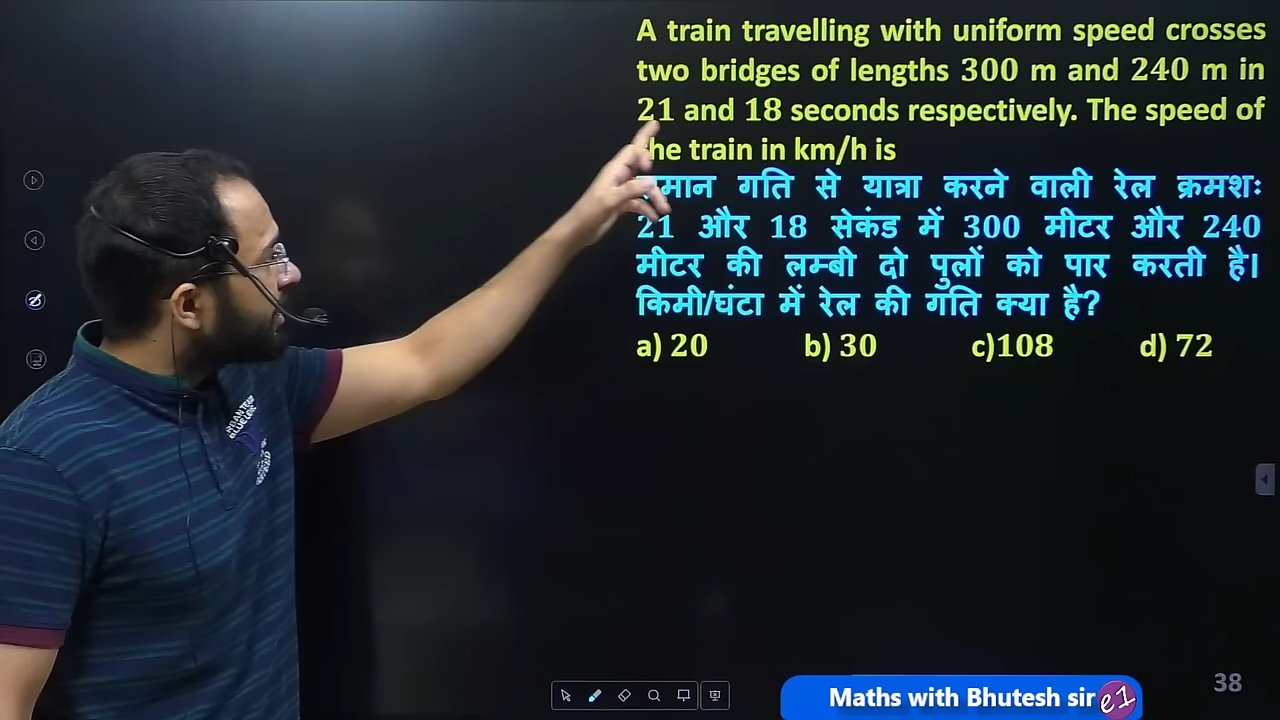 A train travelling with uniform speed crosses
two bridges of lengths 300 m and 240 m in
21 and 18 seconds respectively. The speed of
he train in km/h is
मान गति से यात्रा करने वाली रेल क्रमशः
21 और 18 सेकंड में 300 मीटर और 240
मीटर की लम्बी दो पुलों को पार करती है।
किमी/घंटा में रेल की गति क्या है?
a) 20 b) 30 c)108 d) 72
Maths with Bhutesh sir e1
38